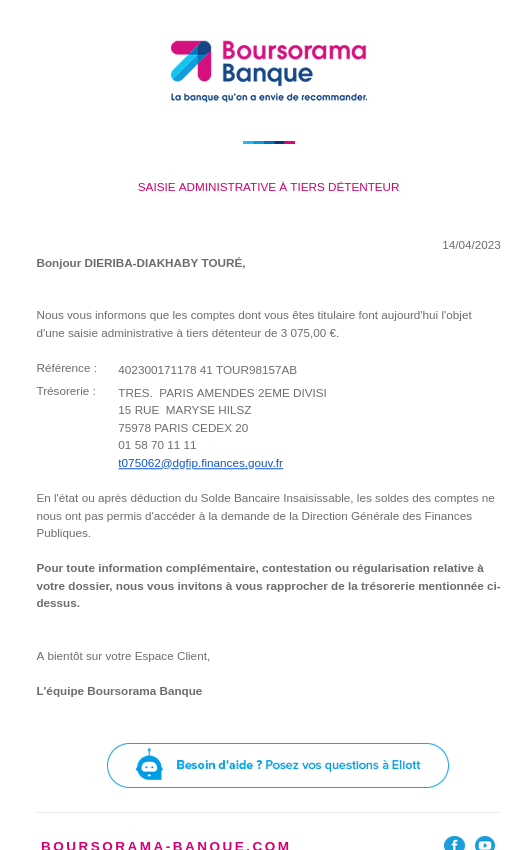 Boursorama
Banque
La banque qu'on a envie de recommander.
SAISIE ADMINISTRATIVE À TIERS DÉTENTEUR
14/04/2023
Bonjour DIERIBA-DIAKHABY TOURÉ,
Nous vous informons que les comptes dont vous êtes titulaire font aujourd'hui l'objet
d'une saisie administrative à tiers détenteur de 3 075,00 €.
Référence : 402300171178 41 TOUR98157AB
Trésorerie : TRES.  PARIS AMENDES 2EME DIVISI
15 RUE  MARYSE HILSZ
75978 PARIS CEDEX 20
01 58 70 11 11
t075062@dgfip.finances.gouv.fr
En l'état ou après déduction du Solde Bancaire Insaisissable, les soldes des comptes ne
nous ont pas permis d'accéder à la demande de la Direction Générale des Finances
Publiques.
Pour toute information complémentaire, contestation ou régularisation relative à
votre dossier, nous vous invitons à vous rapprocher de la trésorerie mentionnée ci-
dessus.
A bientôt sur votre Espace Client,
L'équipe Boursorama Banque
Besoin d'aide ? Posez vos questions à Eliott
BOURSORAMA-BANQUE.COM